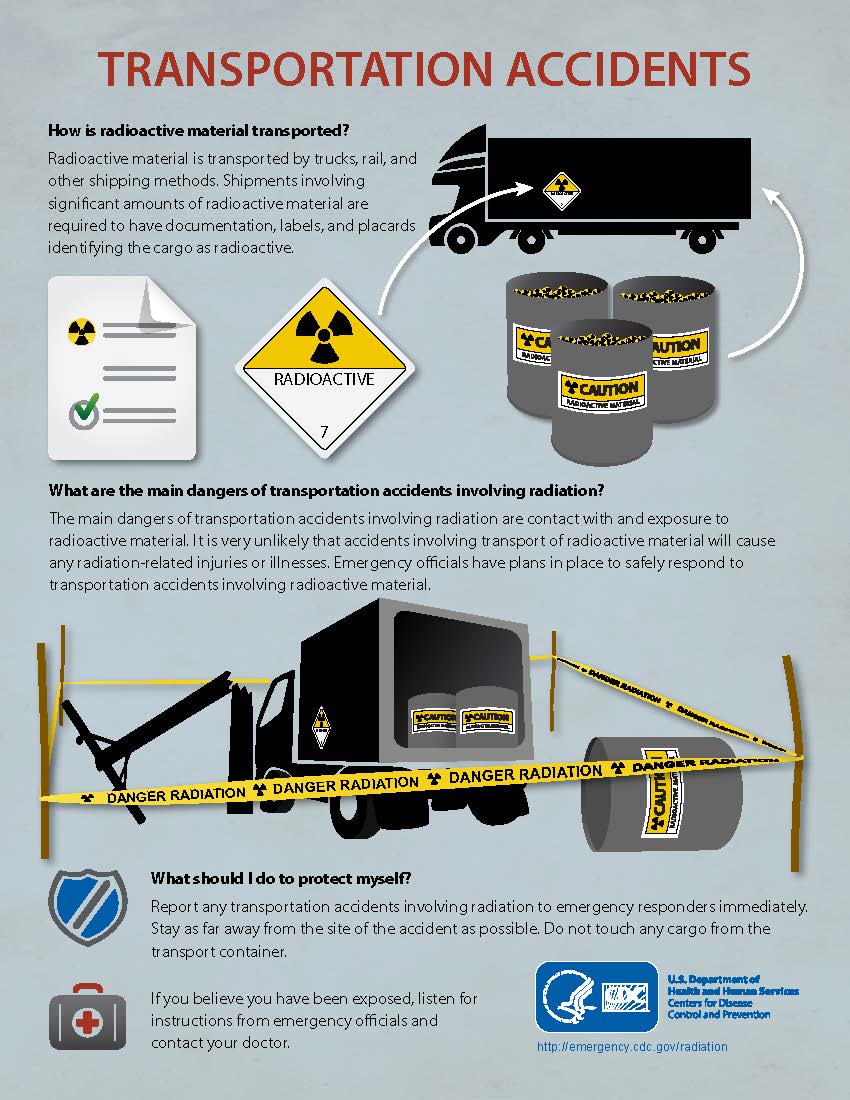 TRANSPORTATION ACCIDENTS
How is radioactive material transported?
Radioactive material is transported by trucks, rail, and
other shipping methods. Shipments involving
significant amounts of radioactive material are
required to have documentation, labels, and placards
identifying the cargo as radioactive.
RADIOACTIVE
7
CAUTION
RADIOACTIVE MATERIAL
What are the main dangers of transportation accidents involving radiation?
The main dangers of transportation accidents involving radiation are contact with and exposure to
radioactive material. It is very unlikely that accidents involving transport of radioactive material will cause
any radiation-related injuries or illnesses. Emergency officials have plans in place to safely respond to
transportation accidents involving radioactive material.
DANGER RADIATION DANGER RADIATION
CAUTION
CAUTION
DANGER RADIATION DANGER RADIATION DANGER RADIATION DANGER RADIATION
CAUTION
RADIOACTIVE MATERIAL
What should I do to protect myself?
Report any transportation accidents involving radiation to emergency responders immediately.
Stay as far away from the site of the accident as possible. Do not touch any cargo from the
transport container.
If you believe you have been exposed, listen for
instructions from emergency officials and
contact your doctor.
CDC
U.S. Department of
Health and Human Services
Centers for Disease
Control and Prevention
http://emergency.cdc.gov/radiation